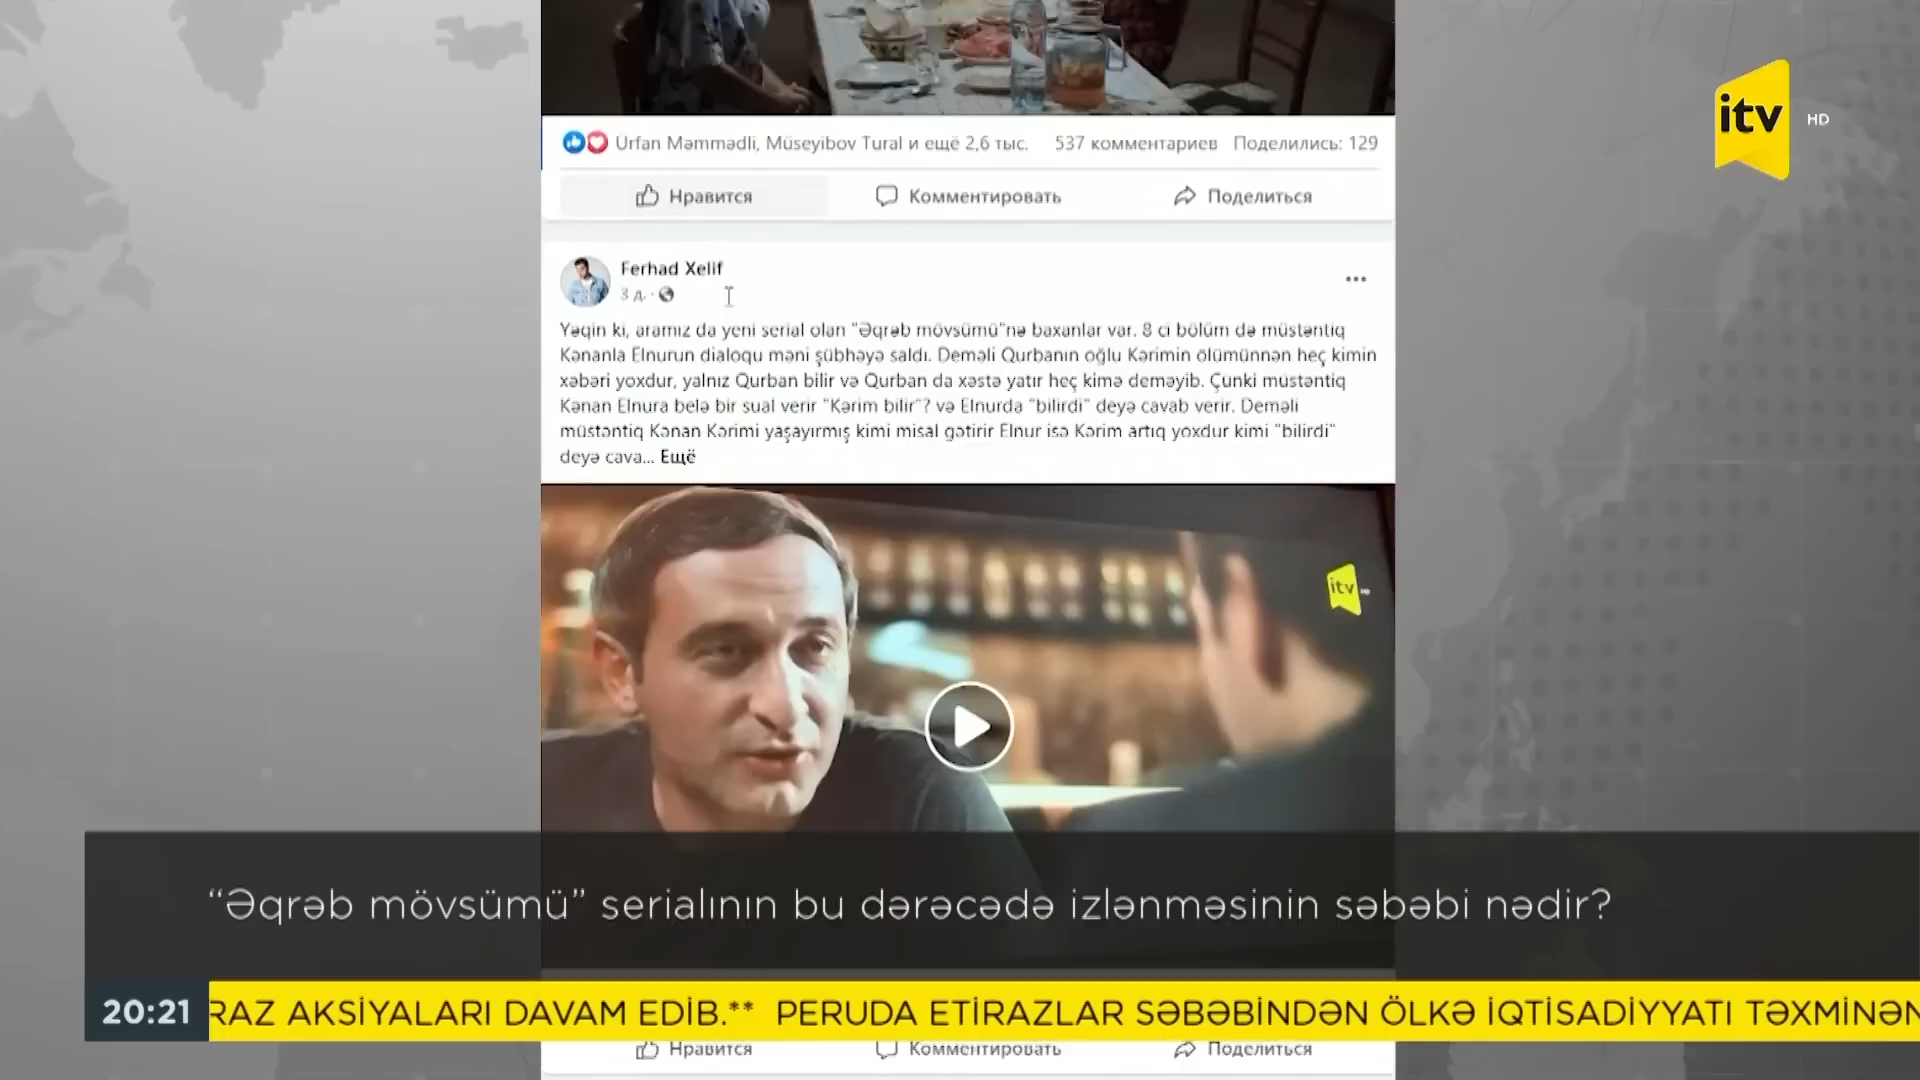 itv HD
Urfan Məmmədli, Müseyibov Tural и ещё 2,6 тыс. 537 комментариев Поделились: 129
Нравится Комментировать Поделиться
Ferhad Xelif
3 д.
Yəqin ki, aramız da yeni serial olan "Əqrəb mövsümü"nə baxanlar var. 8 ci bölüm də müstəntiq
Kənanla Elnurun dialoqu məni şübhəyə saldı. Deməli Qurbanın oğlu Kərimin ölümünnən heç kimin
xəbəri yoxdur, yalnız Qurban bilir və Qurban da xəstə yatır heç kimə deməyib. Çunki müstəntiq
Kənan Elnura belə bir sual verir "Kərim bilir"? və Elnurda "bilirdi" deyə cavab verir. Deməli
müstəntiq Kənan Kərimi yaşayırmış kimi misal gətirir Elnur isə Kərim artıq yoxdur kimi "bilirdi"
deyə cava... Ещё
itv
“Əqrəb mövsümü” serialının bu dərəcədə izlənməsinin səbəbi nədir?
20:21 RAZ AKSİYALARI DAVAM EDİB.** PERUDA ETİRAZLAR SƏBƏBİNDƏN ÖLKƏ İQTİSADİYYATI TƏXMİNƏN
Нравится Комментировать Поделиться